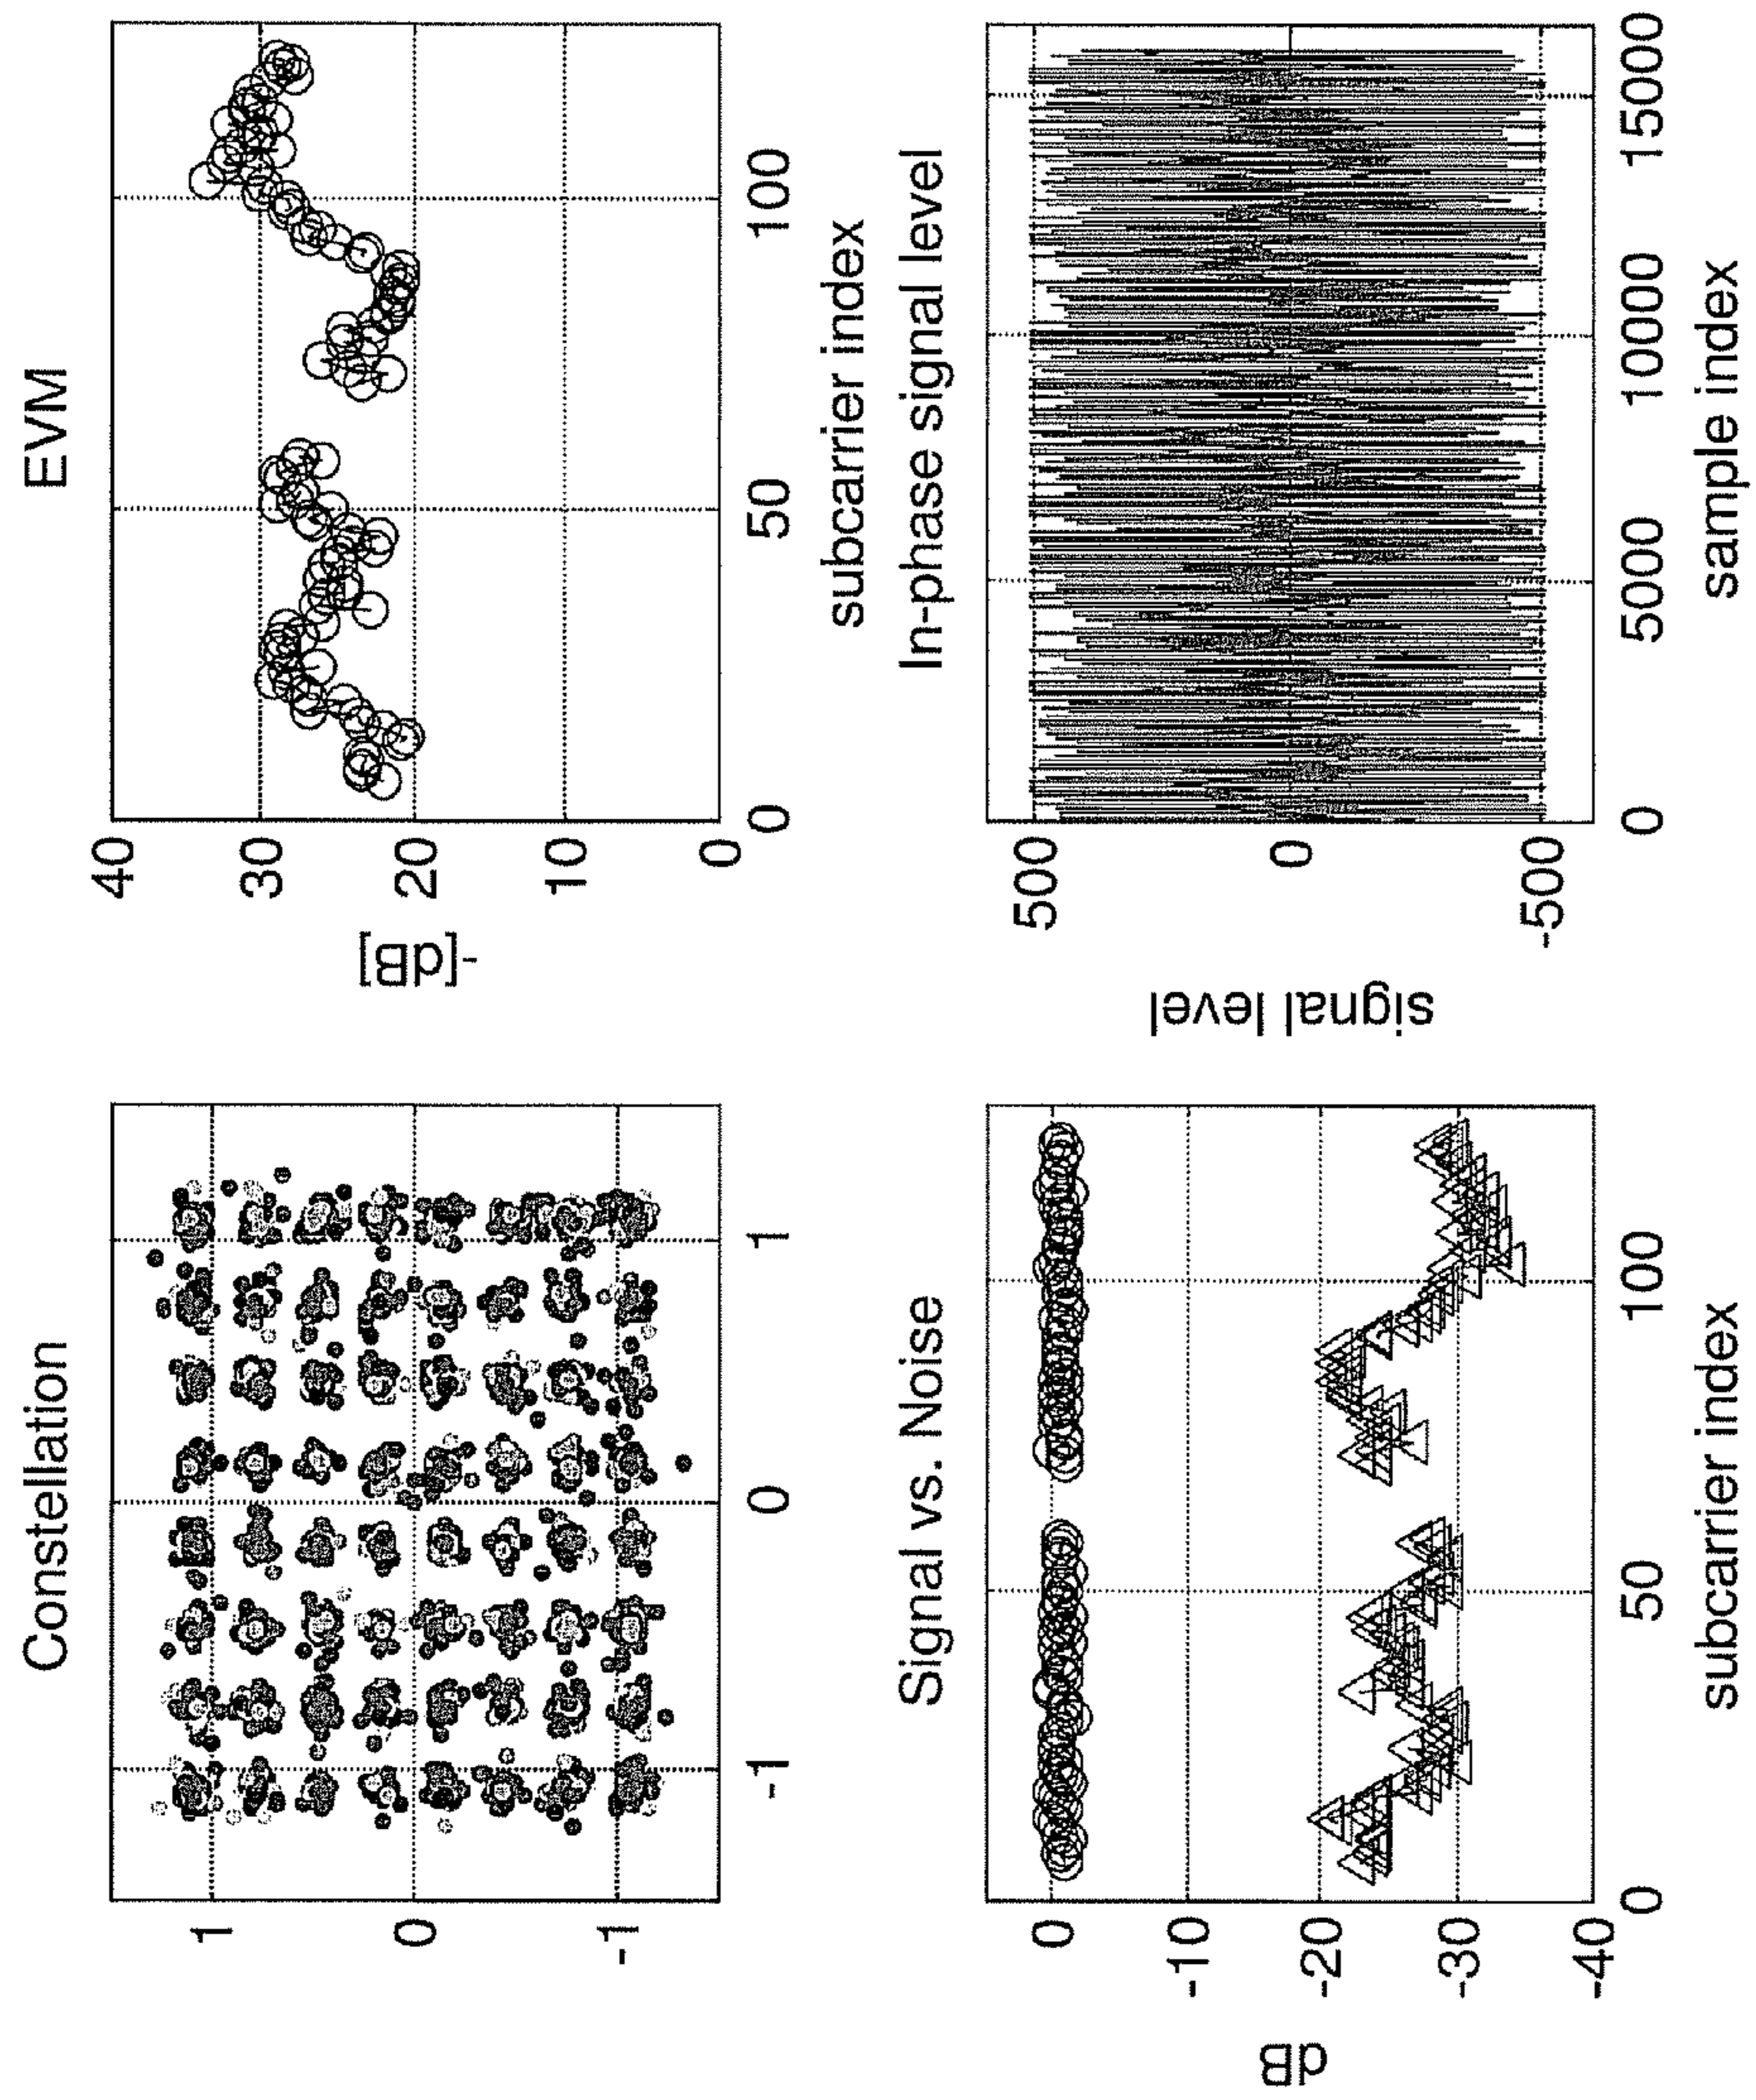 Constellation
1
0
-1
-1
0
1
EVM
-[dB]
40
30
20
10
0
0
50
100
subcarrier index
Signal vs. Noise
dB
0
-10
-20
-30
-40
0
50
100
subcarrier index
In-phase signal level
signal level
500
0
-500
0
5000
10000
15000
sample index